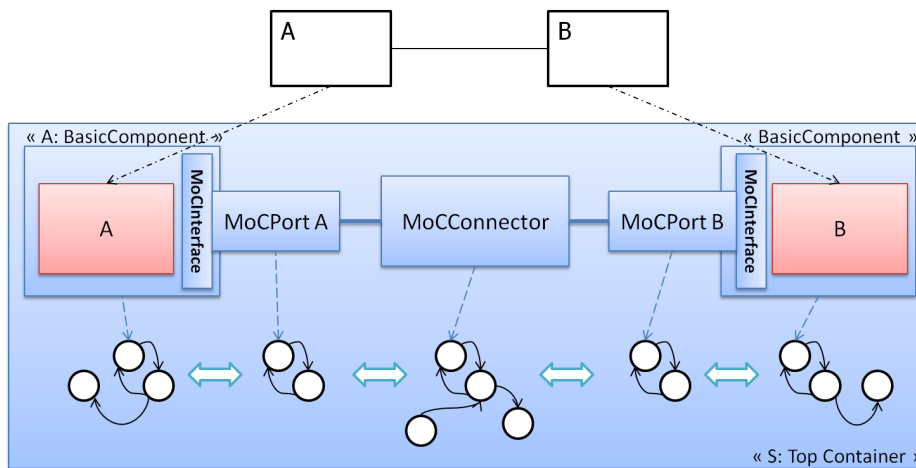 A
B
« A: BasicComponent »
« BasicComponent »
A
MoCInterface
MoCPort A
MoCConnector
MoCPort B
MoCInterface
B
« S: Top Container »